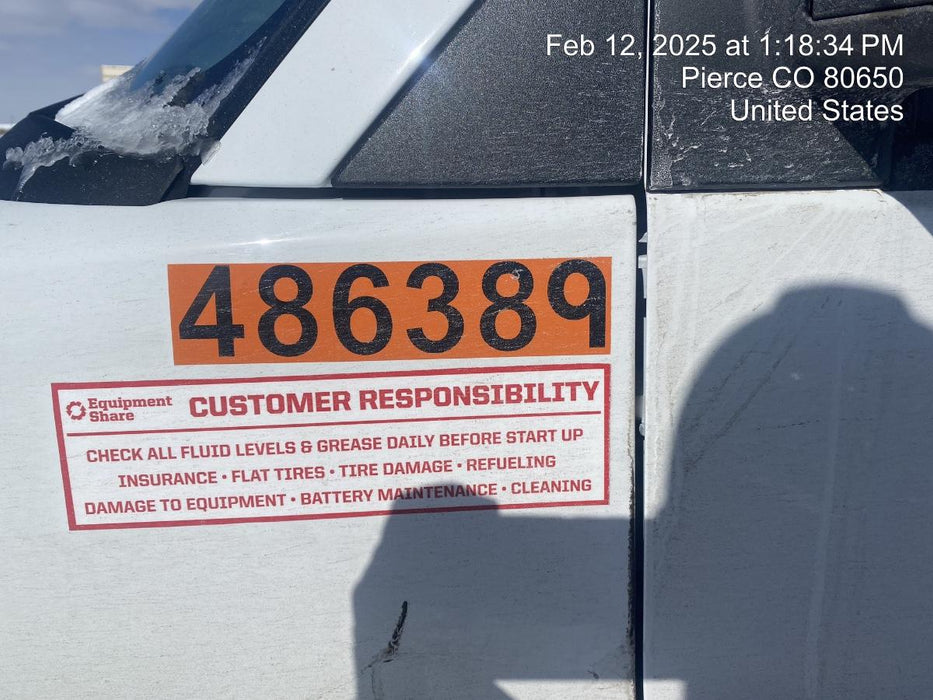 Feb 12, 2025 at 1:18:34 PM
Pierce CO 80650
United States
486389
Equipment
Share
CUSTOMER RESPONSIBILITY
CHECK ALL FLUID LEVELS & GREASE DAILY BEFORE START UP
INSURANCE • FLAT TIRES • TIRE DAMAGE • REFUELING
DAMAGE TO EQUIPMENT • BATTERY MAINTENANCE • CLEANING